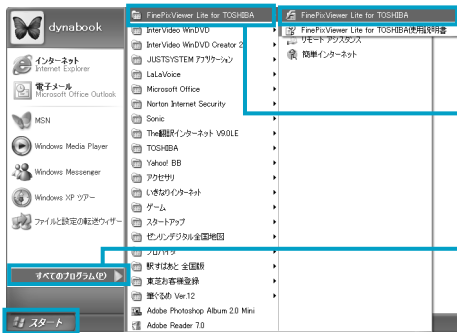 dynabook
インターネット
Internet Explorer
電子メール
Microsoft Office Outlook
MSN
Windows Media Player
Windows Messenger
Windows XP ツアー
ファイルと設定の転送ウィザー
すべてのプログラム(P)
スタート
FinePixViewer Lite for TOSHIBA
InterVideo WinDVD
InterVideo WinDVD Creator 2
JUSTSYSTEM アプリケーション
LaLaVoice
Microsoft Office
Norton Internet Security
Sonic
The翻訳インターネット V9.0LE
TOSHIBA
Yahoo! BB
アクセサリ
いきなりインターネット
ゲーム
スタートアップ
ゼンリンデジタル全国地図
プロバイダ
駅すぱあと 全国版
東芝お客様登録
筆ぐるめ Ver.12
Adobe Photoshop Album 2.0 Mini
Adobe Reader 7.0
FinePixViewer Lite for TOSHIBA
FinePixViewer Lite for TOSHIBA使用説明書
リモート アシスタンス
簡単インターネット